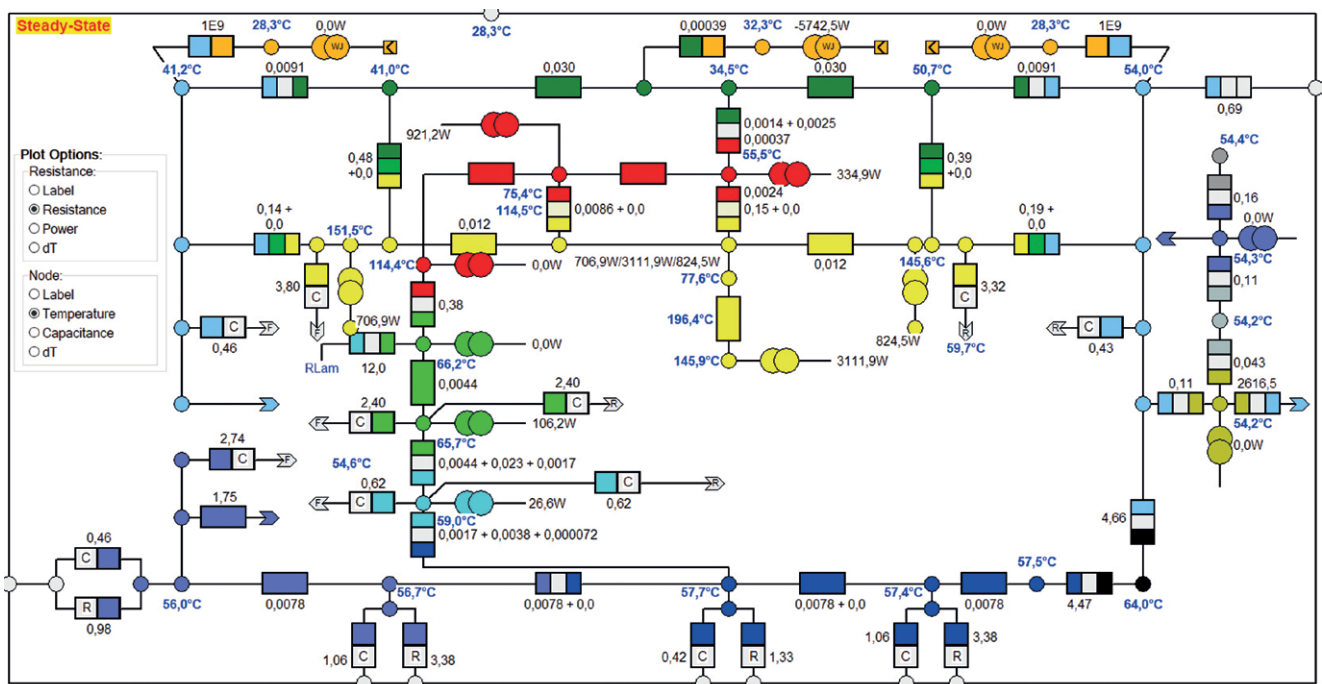 Steady-State
1E9
28,3°C
0,0W
WJ
28,3°C
0,00039
32,3°C
-5742,5W
WJ
0,0W
WJ
28,3°C
1E9
41,2°C
0,0091
41,0°C
0,030
34,5°C
0,030
50,7°C
0,0091
54,0°C
0,69
921,2W
0,0014 + 0,0025
0,00037
55,5°C
334,9W
54,4°C
0,16
0,0W
54,3°C
0,11
54,2°C
0,043
2616,5
54,2°C
0,0W
0,11
Plot Options:
Resistance:
Label
Resistance
Power
dT
Node:
Label
Temperature
Capacitance
dT
0,48
+0,0
75,4°C
114,5°C
0,0086 + 0,0
0,0024
0,15 + 0,0
0,39
+0,0
0,14 +
0,0
151,5°C
0,012
0,012
0,19 +
0,0
706,9W/3111,9W/824,5W
114,4°C
0,0W
77,6°C
145,6°C
3,80
C
F
706,9W
0,38
196,4°C
824,5W
3,32
C
R
59,7°C
0,46
C
F
R
C
0,43
RLam
12,0
66,2°C
0,0W
145,9°C
3111,9W
0,0044
2,40
C
R
2,40
F
C
106,2W
65,7°C
0,0044 + 0,023 + 0,0017
2,74
C
F
54,6°C
0,62
F
C
26,6W
C
0,62
R
59,0°C
0,0017 + 0,0038 + 0,000072
1,75
4,66
0,46
C
R
0,98
56,0°C
0,0078
56,7°C
0,0078 + 0,0
57,7°C
0,0078 + 0,0
57,4°C
0,0078
57,5°C
4,47
64,0°C
1,06
C
R
3,38
0,42
C
R
1,33
1,06
C
R
3,38